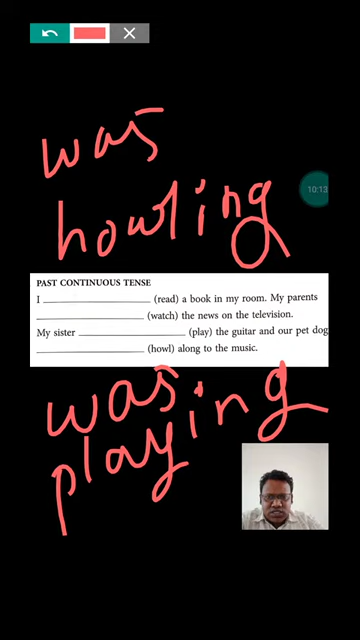 was
howling
10:13
PAST CONTINUOUS TENSE
I ____________ (read) a book in my room. My parents
____________ (watch) the news on the television.
My sister ____________ (play) the guitar and our pet dog
____________ (howl) along to the music.
was
playing